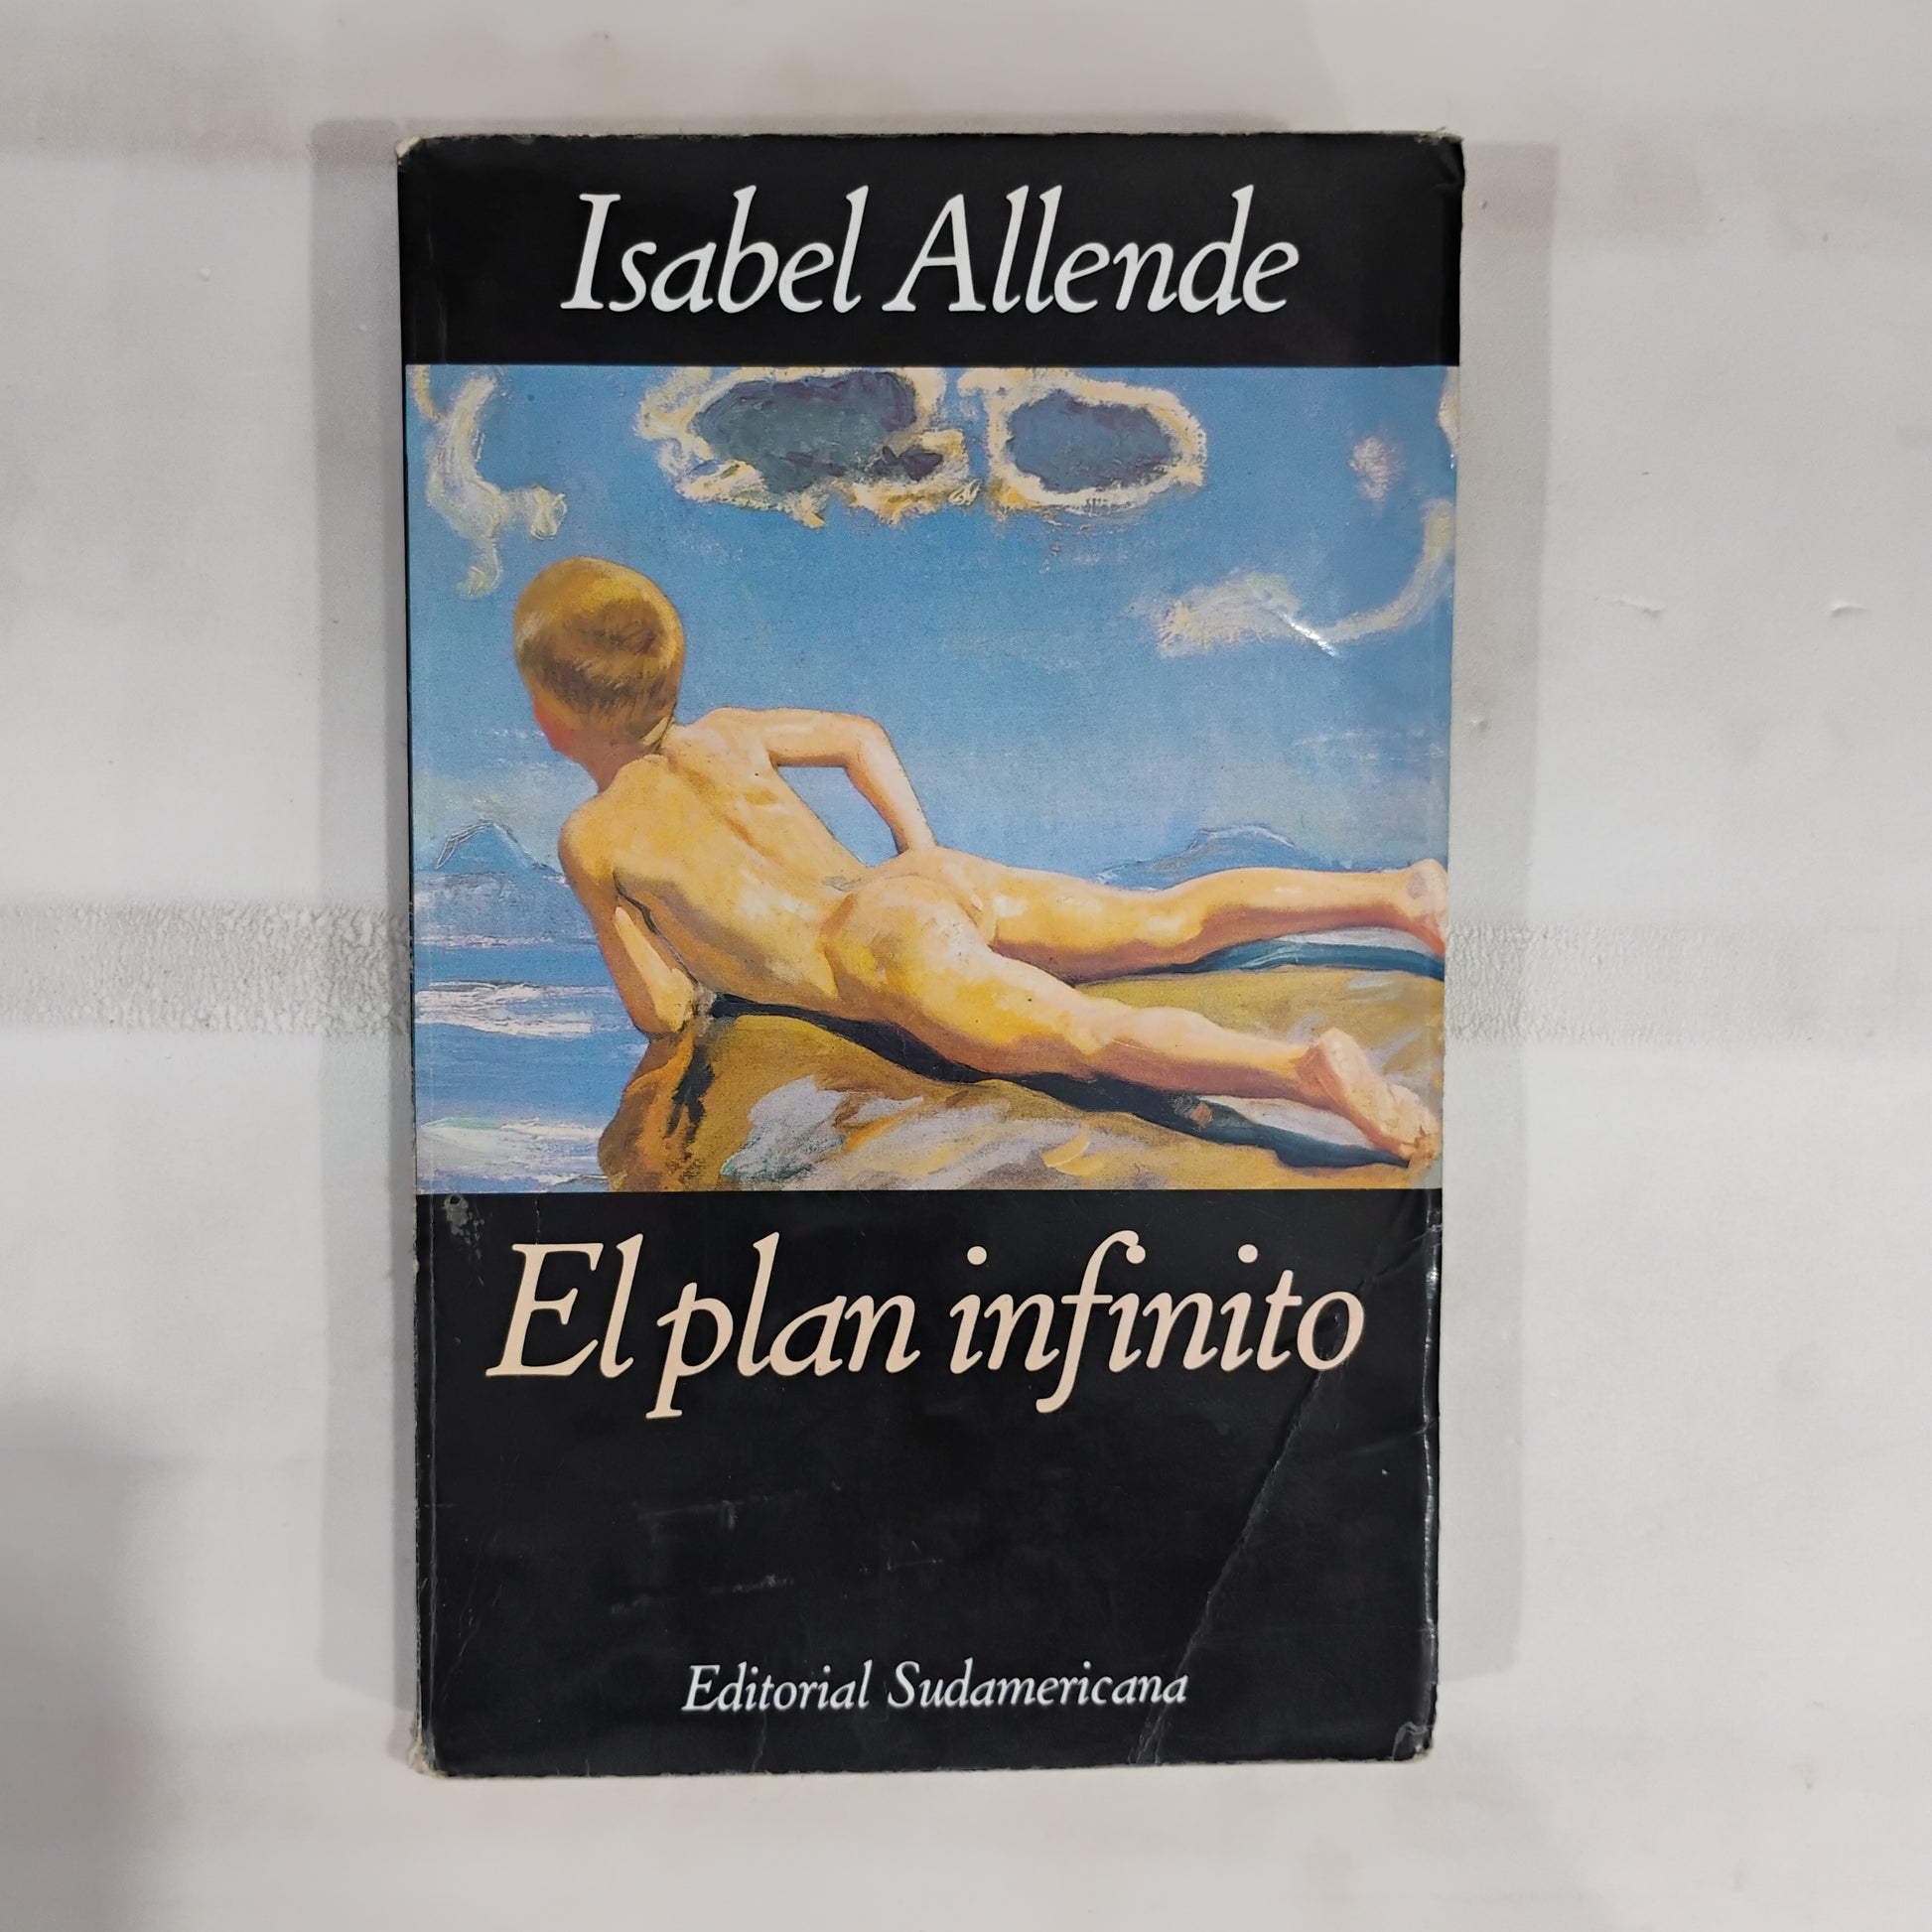 Isabel Allende
El plan infinito
Editorial Sudamericana